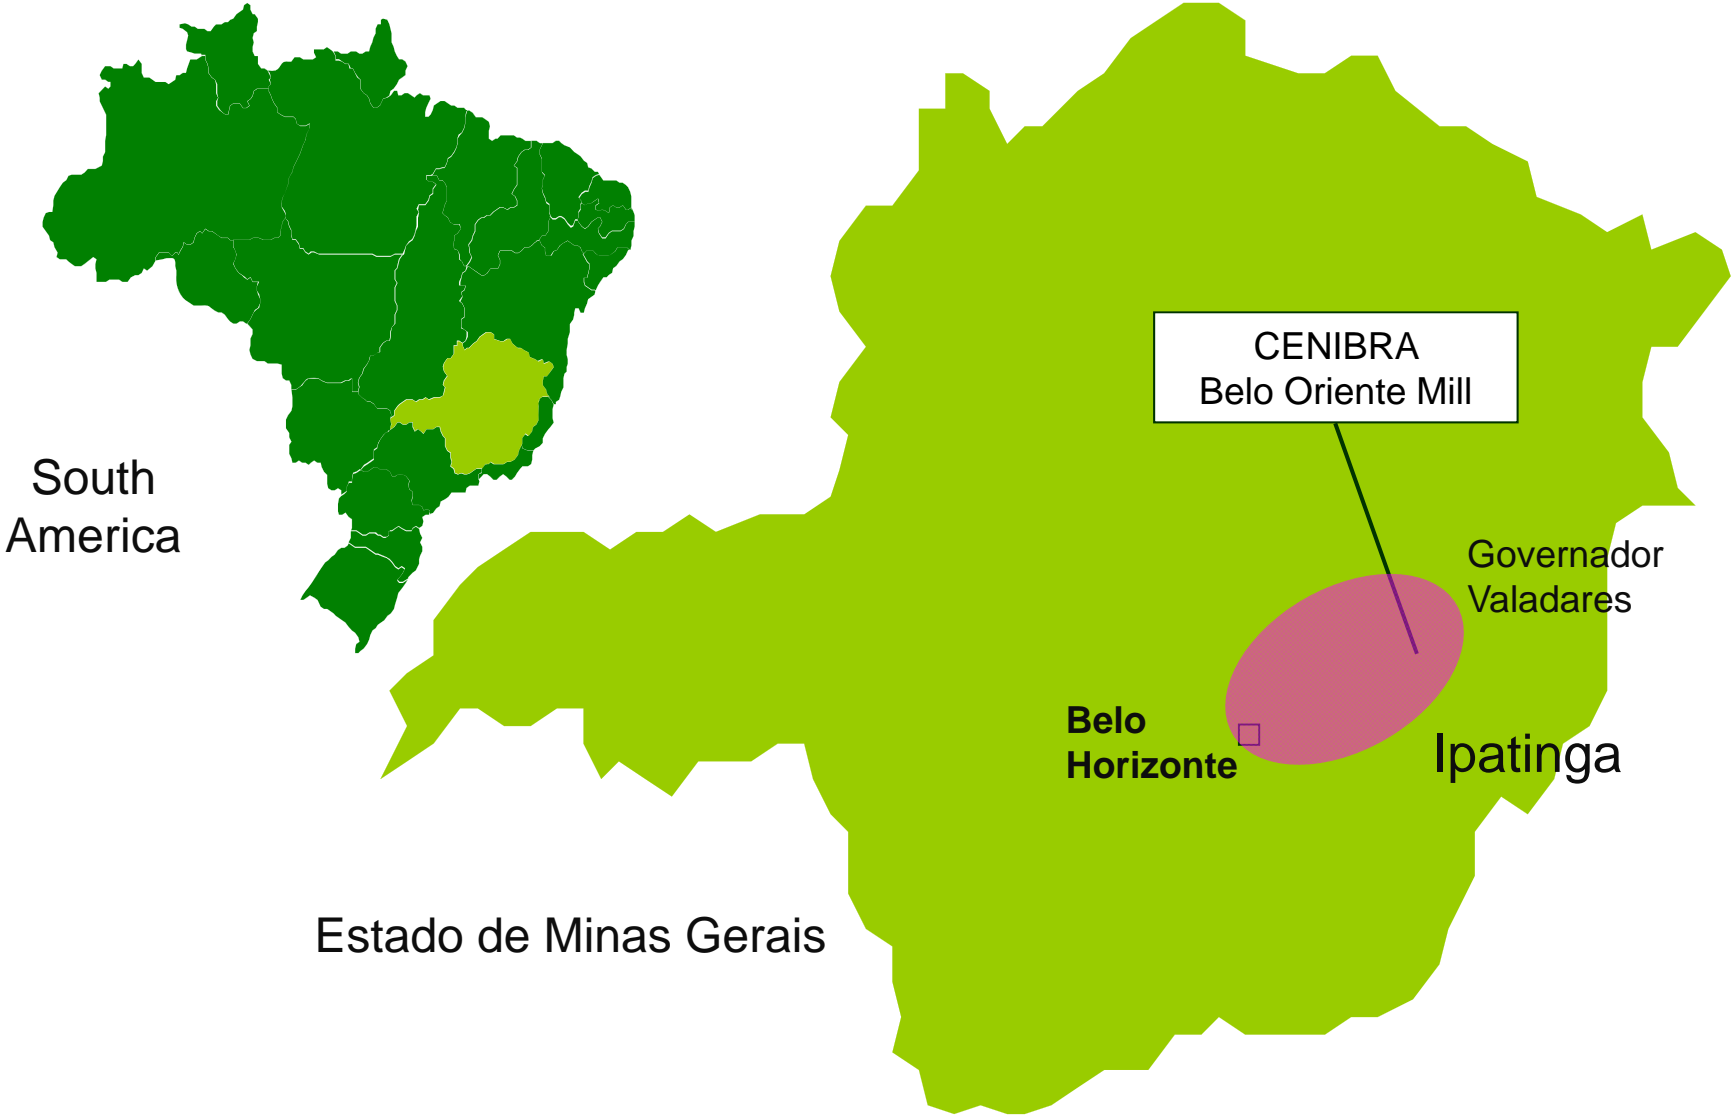 CENIBRA
Belo Oriente Mill
South
America
Governador
Valadares
Belo
Horizonte
Ipatinga
Estado de Minas Gerais